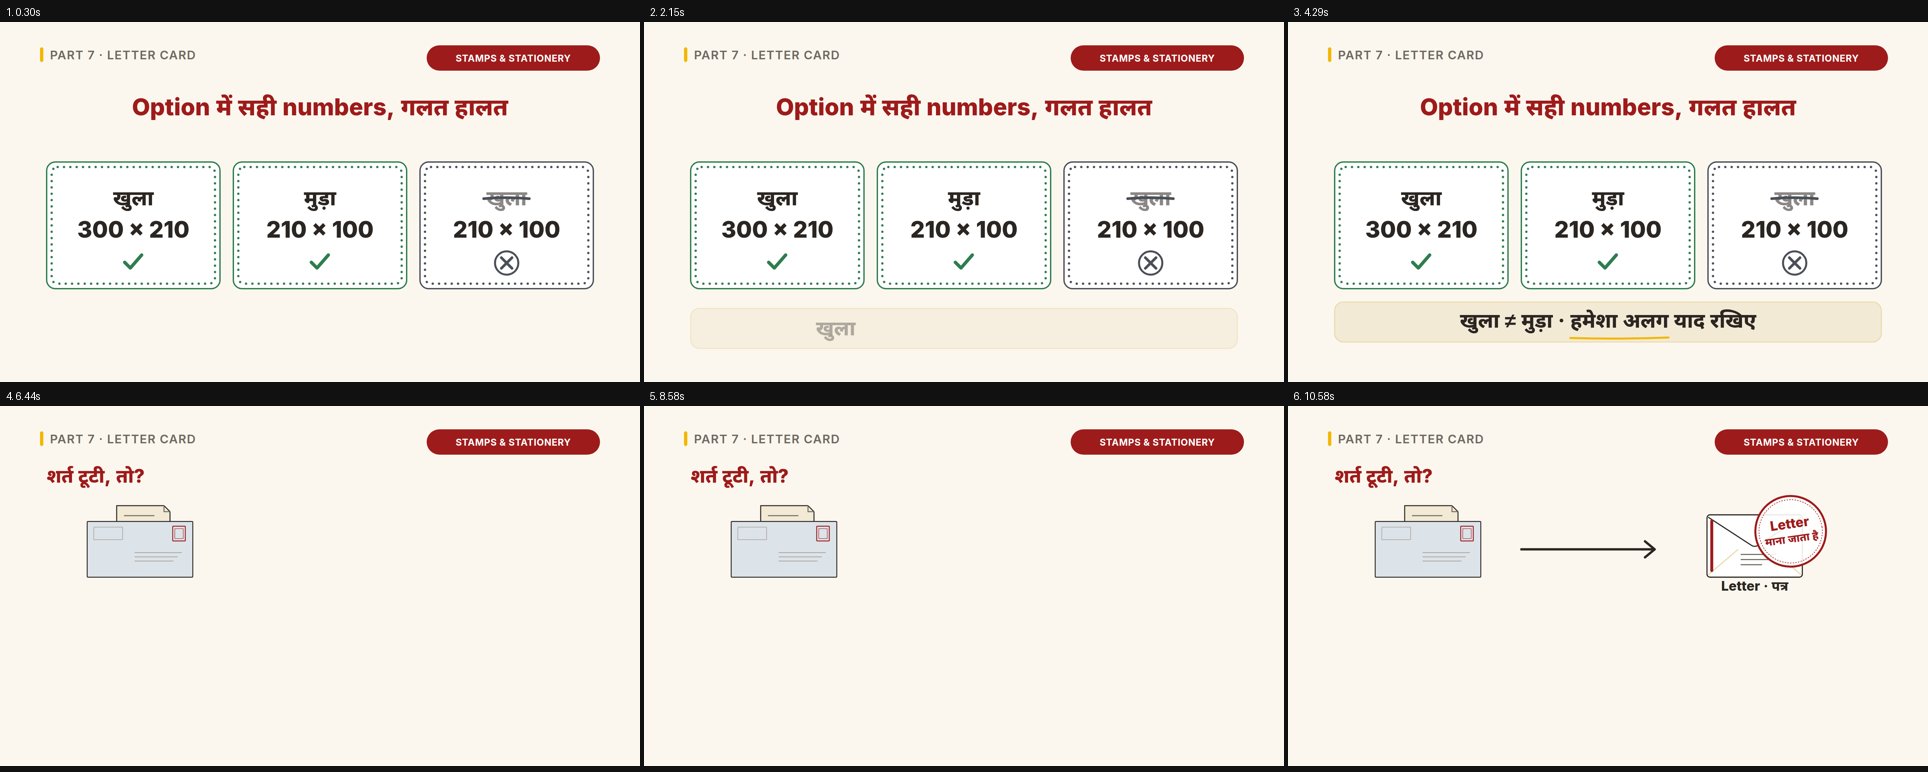 1. 0.30s
PART 7 · LETTER CARD
STAMPS & STATIONERY
Option में सही numbers, गलत हालत
खुला
300 × 210
मुड़ा
210 × 100
खुला
210 × 100
2. 2.15s
PART 7 · LETTER CARD
STAMPS & STATIONERY
Option में सही numbers, गलत हालत
खुला
300 × 210
मुड़ा
210 × 100
खुला
210 × 100
खुला
3. 4.29s
PART 7 · LETTER CARD
STAMPS & STATIONERY
Option में सही numbers, गलत हालत
खुला
300 × 210
मुड़ा
210 × 100
खुला
210 × 100
खुला ≠ मुड़ा · हमेशा अलग याद रखिए
4. 6.44s
PART 7 · LETTER CARD
STAMPS & STATIONERY
शर्त टूटी, तो?
5. 8.58s
PART 7 · LETTER CARD
STAMPS & STATIONERY
शर्त टूटी, तो?
6. 10.58s
PART 7 · LETTER CARD
STAMPS & STATIONERY
शर्त टूटी, तो?
Letter
माना जाता है
Letter · पत्र